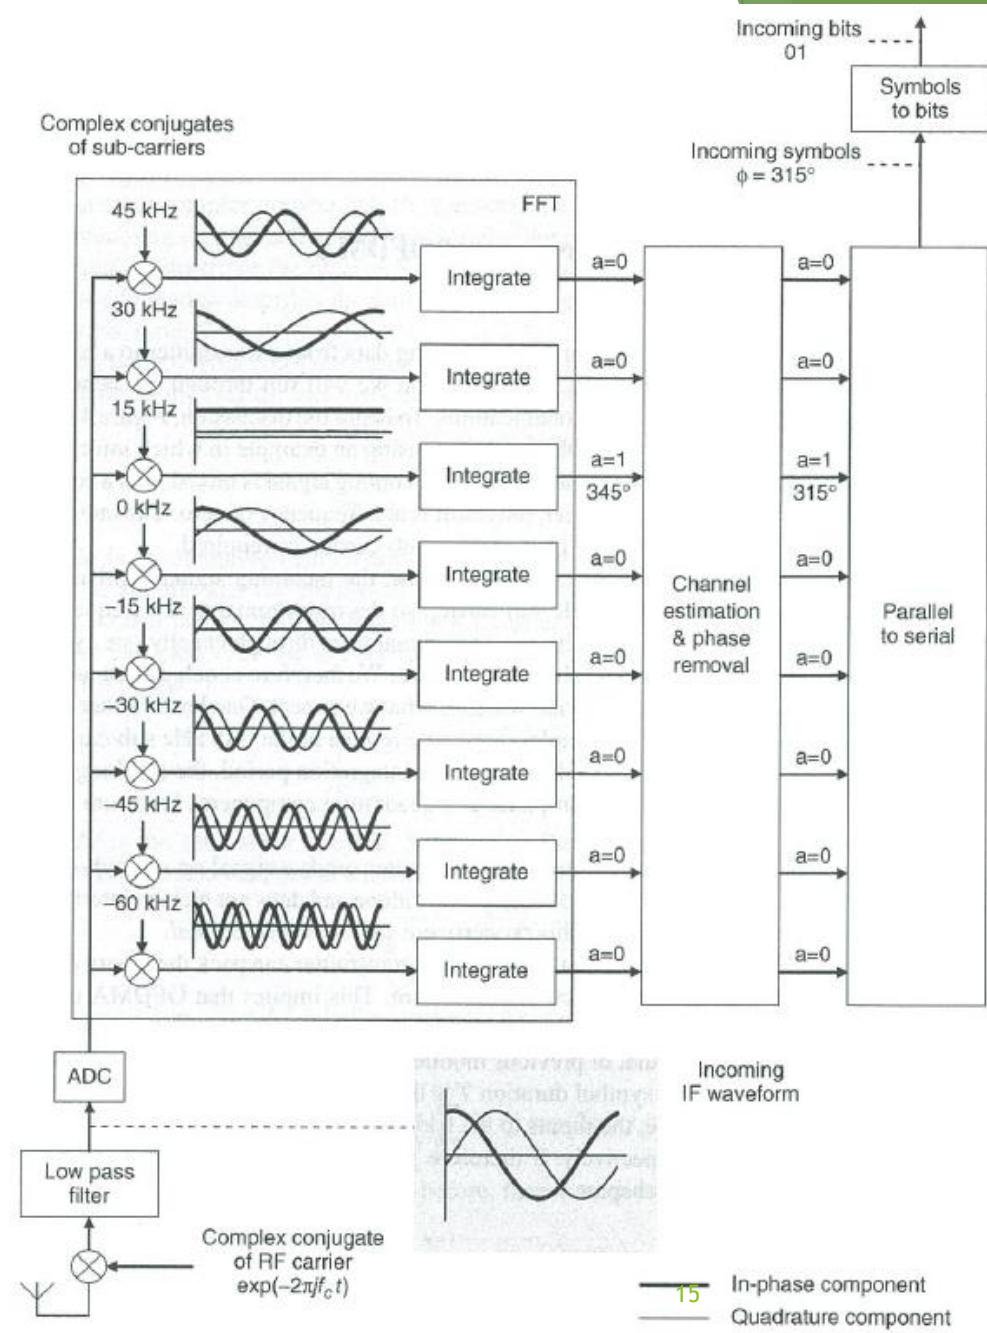 Incoming bits
01
Symbols
to bits
Complex conjugates
of sub-carriers
Incoming symbols
ϕ = 315°
FFT
45 kHz
Integrate
a=0
a=0
30 kHz
Integrate
a=0
a=0
15 kHz
Integrate
a=1
345°
a=1
315°
0 kHz
Integrate
a=0
a=0
Channel
estimation
& phase
removal
Parallel
to serial
–15 kHz
Integrate
a=0
a=0
–30 kHz
Integrate
a=0
a=0
–45 kHz
Integrate
a=0
a=0
–60 kHz
Integrate
a=0
a=0
ADC
Incoming
IF waveform
Low pass
filter
Complex conjugate
of RF carrier
exp(–2πjf_c t)
In-phase component
15
Quadrature component